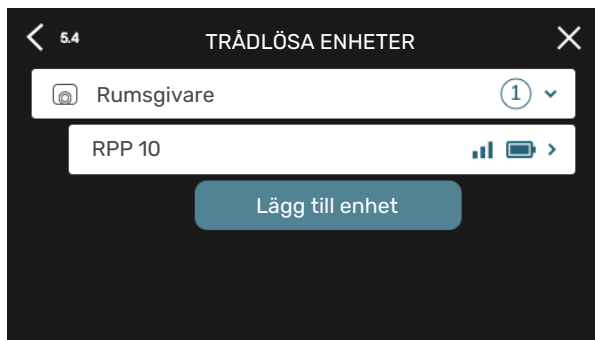 5.4 TRÅDLÖSA ENHETER
Rumsgivare 1
RPP 10
Lägg till enhet